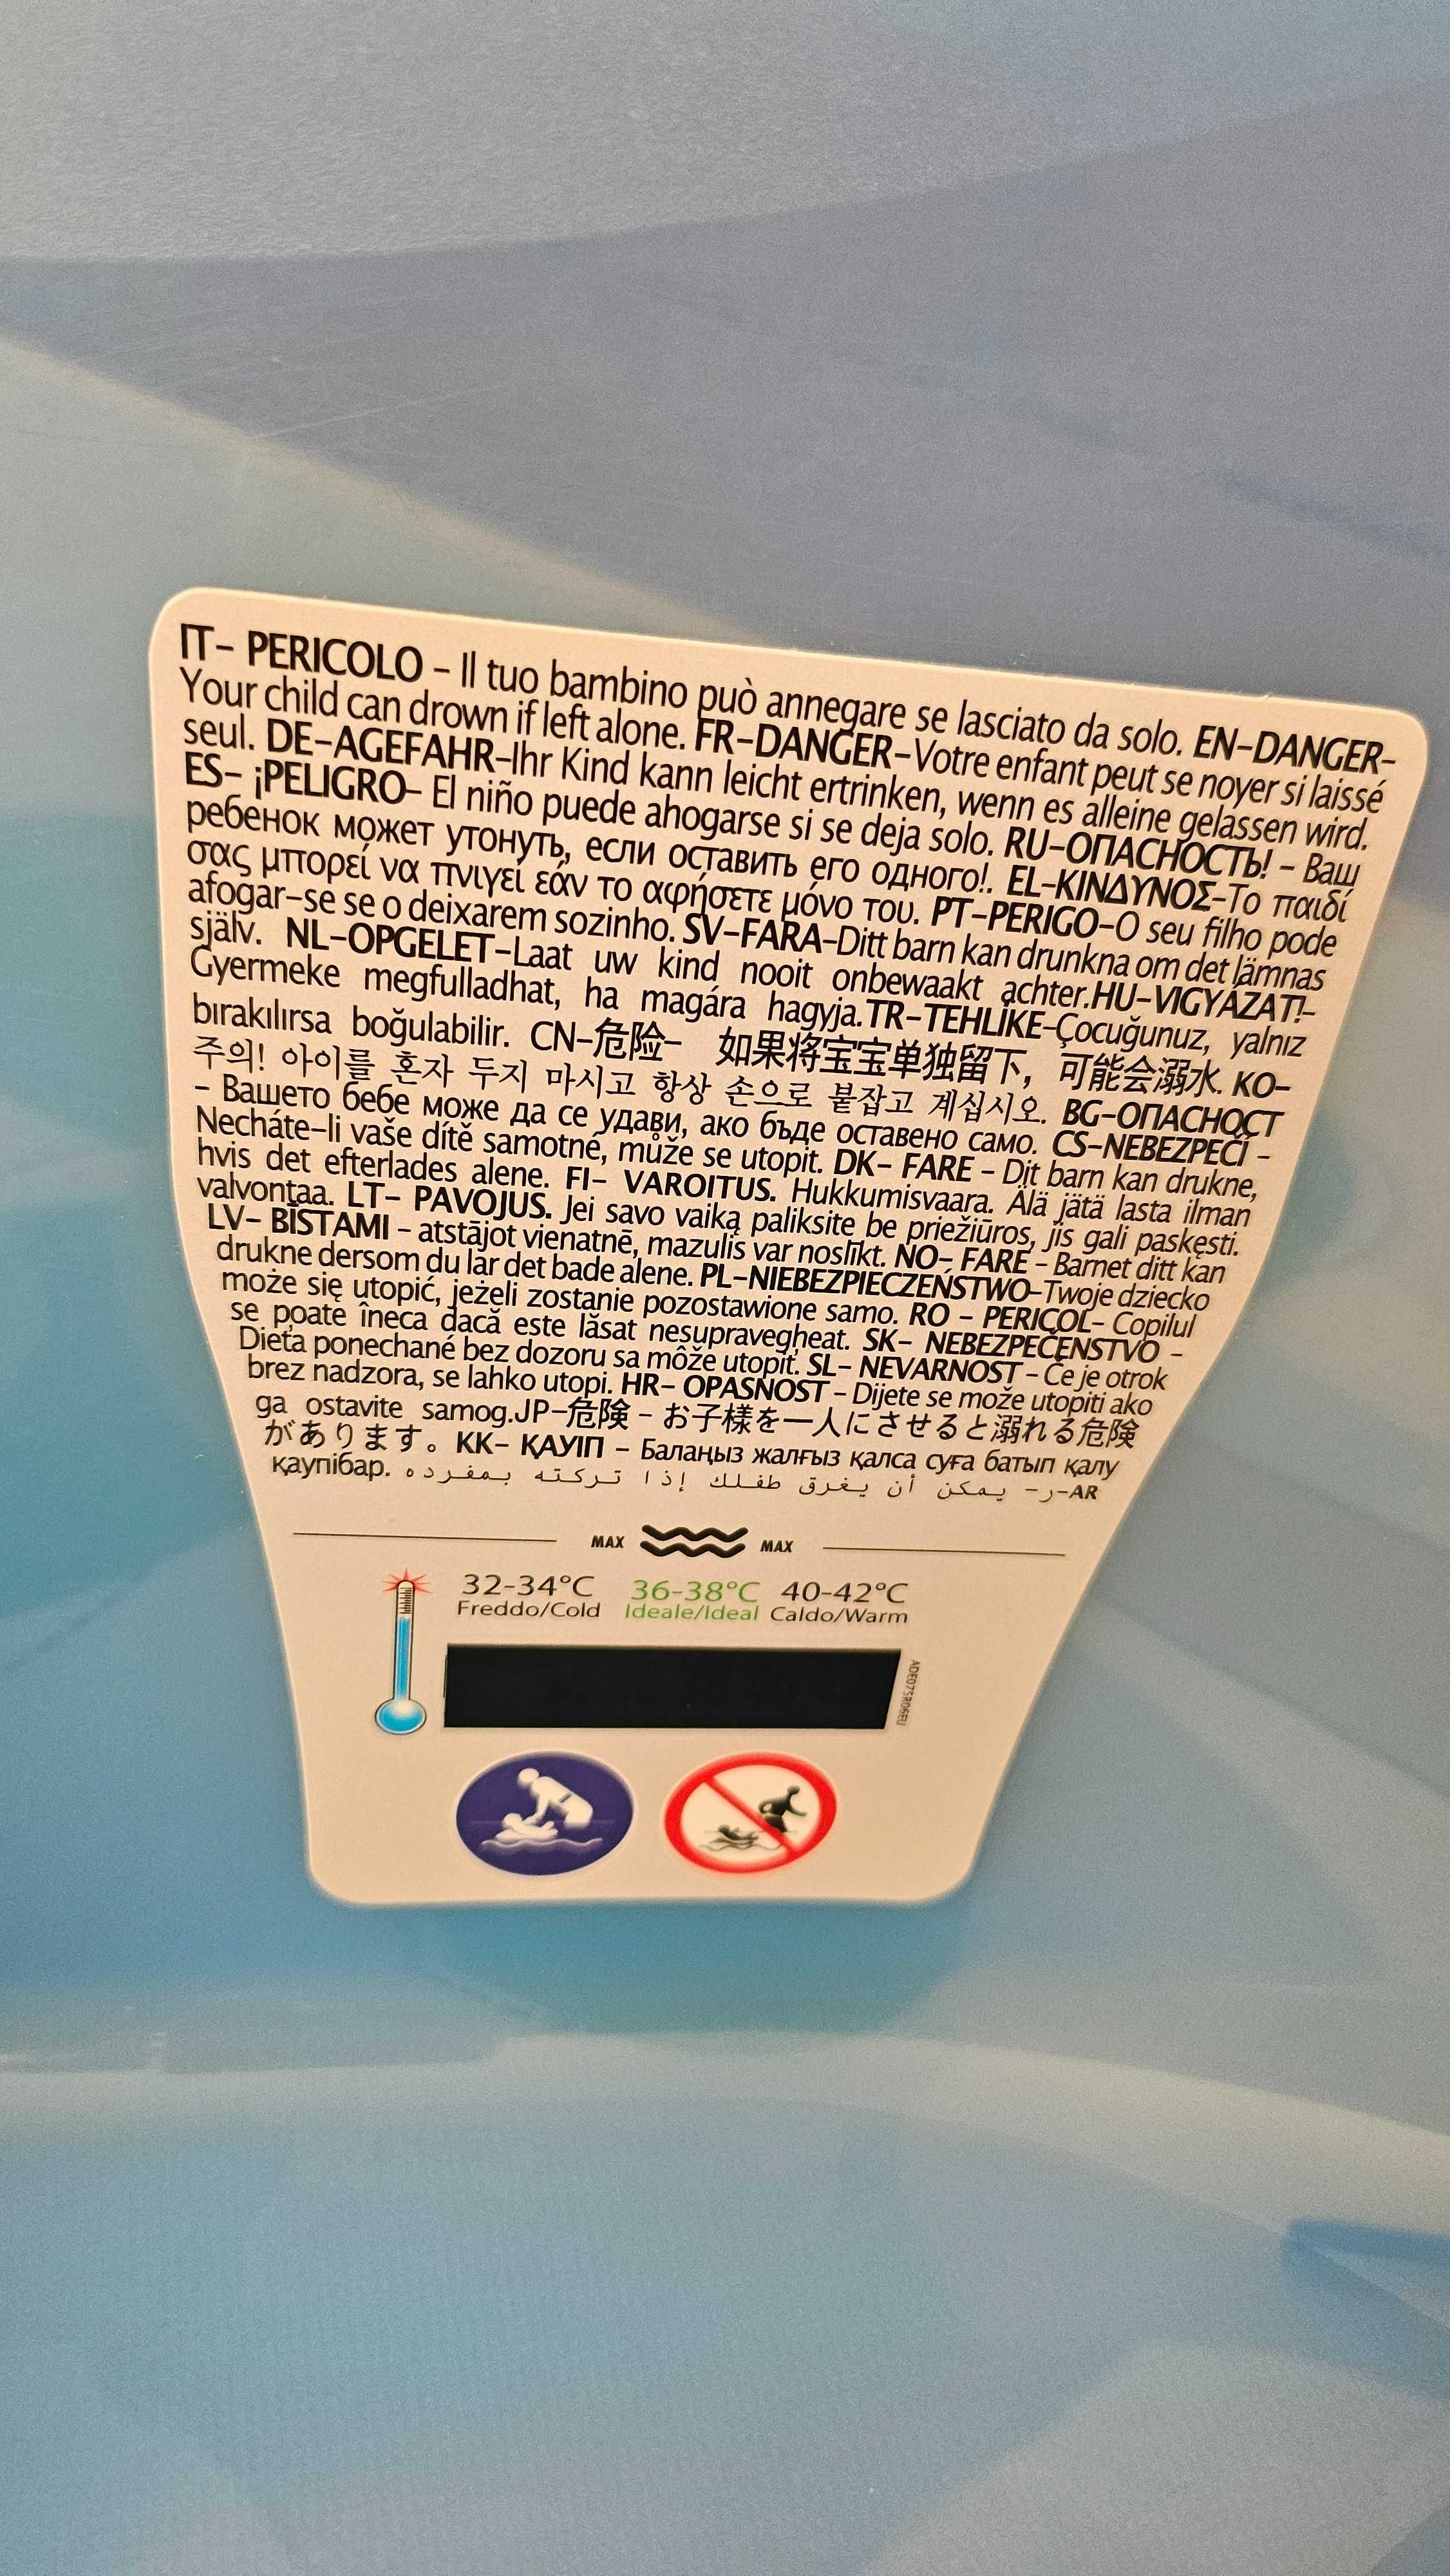 IT- PERICOLO - Il tuo bambino può annegare se lasciato da solo. EN-DANGER-
Your child can drown if left alone. FR-DANGER-Votre enfant peut se noyer si laissé
seul. DE-AGEFAHR-Ihr Kind kann leicht ertrinken, wenn es alleine gelassen wird.
ES- ¡PELIGRO- El niño puede ahogarse si se deja solo. RU-ОПАСНОСТЬ! - Ваш
ребенок может утонуть, если оставить его одного!. EL-ΚΙΝΔΥΝΟΣ-Το παιδί
σας μπορεί να πνιγεί εάν το αφήσετε μόνο του. PT-PERIGO-O seu filho pode
afogar-se se o deixarem sozinho. SV-FARA-Ditt barn kan drunkna om det lämnas
själv. NL-OPGELET-Laat uw kind nooit onbewaakt achter.HU-VIGYÁZAT!-
Gyermeke megfulladhat, ha magára hagyja.TR-TEHLİKE-Çocuğunuz, yalnız
bırakılırsa boğulabilir. CN-危险- 如果将宝宝单独留下, 可能会溺水. KO-
주의! 아이를 혼자 두지 마시고 항상 손으로 붙잡고 계십시오. BG-ОПАСНОСТ
- Вашето бебе може да се удави, ако бъде оставено само. CS-NEBEZPEČÍ -
Necháte-li vaše dítě samotné, může se utopit. DK- FARE - Dit barn kan drukne,
hvis det efterlades alene. FI- VAROITUS. Hukkumisvaara. Älä jätä lasta ilman
valvontaa. LT- PAVOJUS. Jei savo vaiką paliksite be priežiūros, jis gali paskęsti.
LV- BĪSTAMI - atstājot vienatnē, mazulis var noslīkt. NO- FARE - Barnet ditt kan
drukne dersom du lar det bade alene. PL-NIEBEZPIECZEŃSTWO-Twoje dziecko
może się utopić, jeżeli zostanie pozostawione samo. RO - PERICOL- Copilul
se poate îneca dacă este lăsat nesupravegheat. SK- NEBEZPEČENSTVO -
Dieťa ponechané bez dozoru sa môže utopiť. SL- NEVARNOST - Če je otrok
brez nadzora, se lahko utopi. HR- OPASNOST - Dijete se može utopiti ako
ga ostavite samog.JP-危険 - お子様を一人にさせると溺れる危険
があります。 KK- ҚАУІП - Балаңыз жалғыз қалса суға батып қалу
қаупібар. AR-ر- يمكن أن يغرق طفلك إذا تركته بمفرده
MAX MAX
32-34°C 36-38°C 40-42°C
Freddo/Cold Ideale/Ideal Caldo/Warm
ADE075R06EU